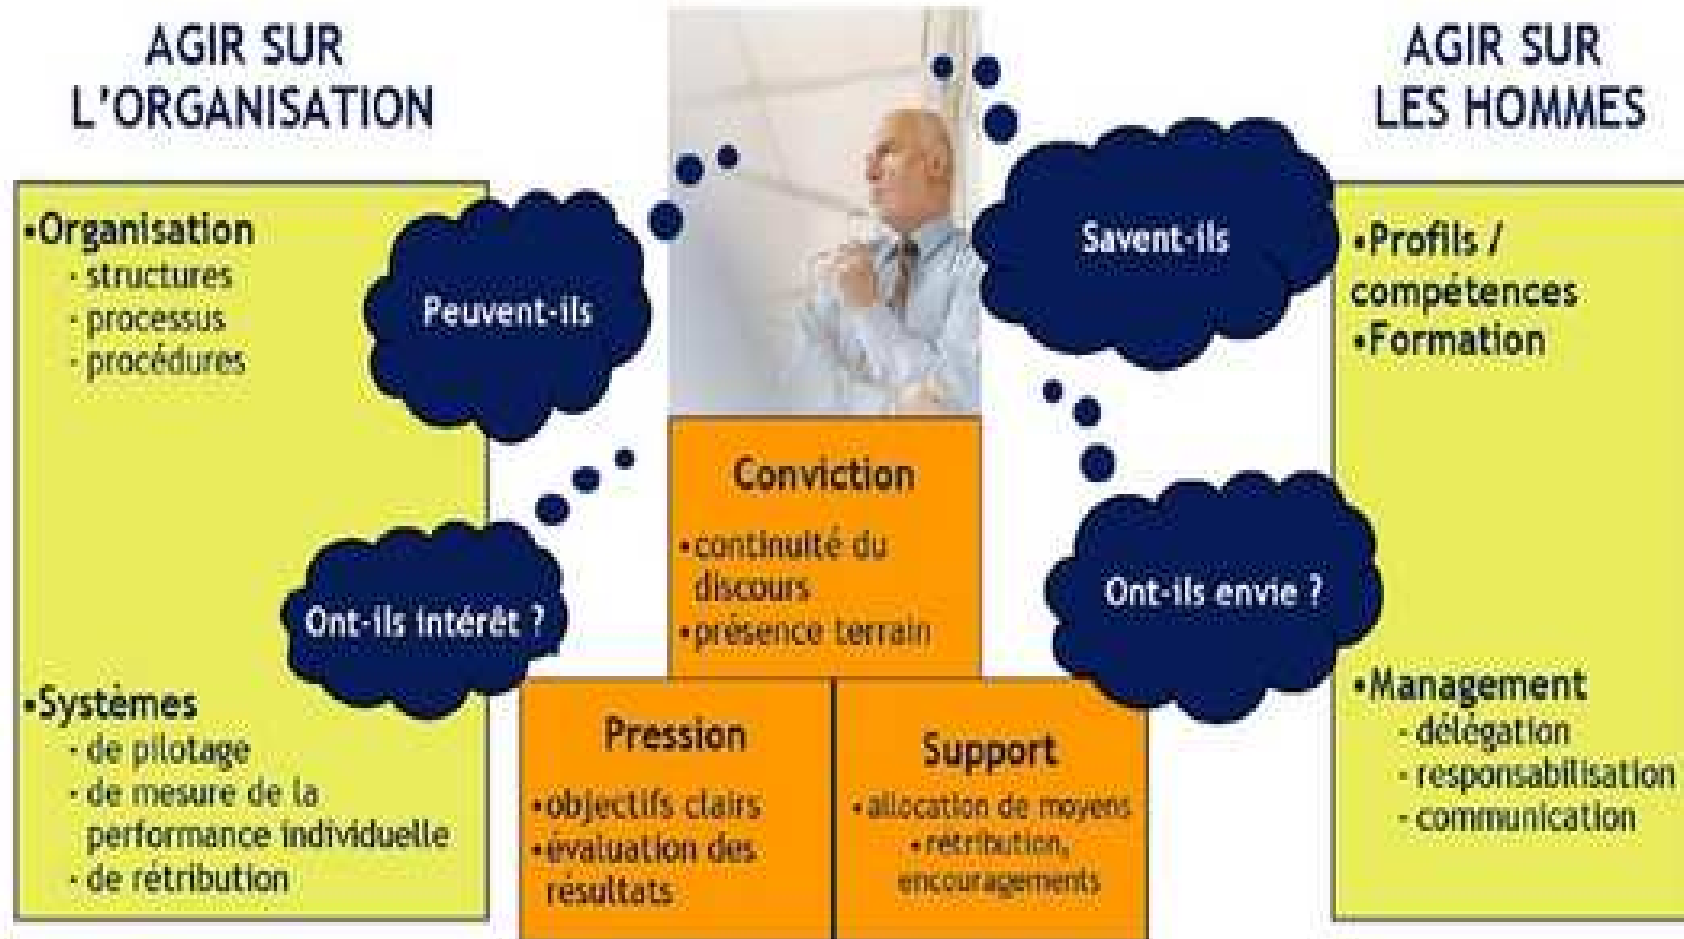 AGIR SUR
L'ORGANISATION
•Organisation
- structures
- processus
- procédures
•Systèmes
- de pilotage
- de mesure de la
performance individuelle
- de rétribution
Peuvent-ils
Ont-ils intérêt ?
Conviction
•continuité du
discours
•présence terrain
Pression
•objectifs clairs
•évaluation des
résultats
Support
•allocation de moyens
•rétribution,
encouragements
Savent-ils
Ont-ils envie ?
AGIR SUR
LES HOMMES
•Profils /
compétences
•Formation
•Management
- délégation
- responsabilisation
- communication